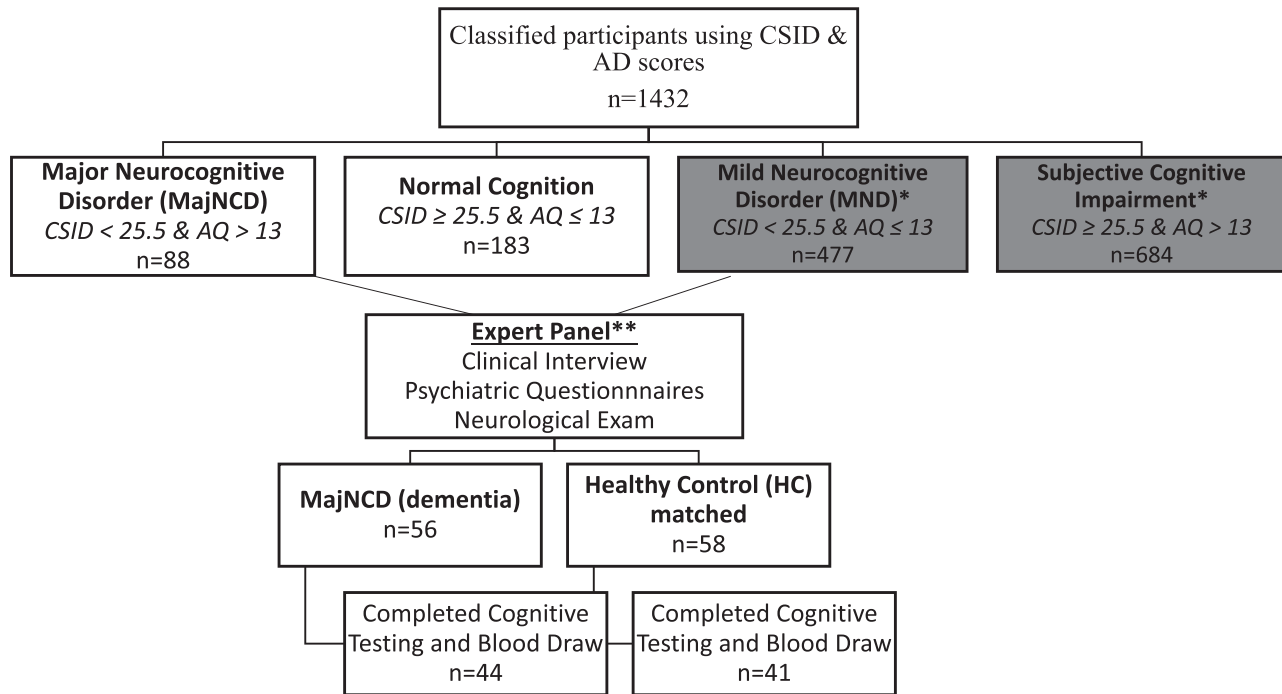 Classified participants using CSID &
AD scores
n=1432
Major Neurocognitive
Disorder (MajNCD)
CSID < 25.5 & AQ > 13
n=88
Normal Cognition
CSID ≥ 25.5 & AQ ≤ 13
n=183
Mild Neurocognitive
Disorder (MND)*
CSID < 25.5 & AQ ≤ 13
n=477
Subjective Cognitive
Impairment*
CSID ≥ 25.5 & AQ > 13
n=684
Expert Panel**
Clinical Interview
Psychiatric Questionnnaires
Neurological Exam
MajNCD (dementia)
n=56
Healthy Control (HC)
matched
n=58
Completed Cognitive
Testing and Blood Draw
n=44
Completed Cognitive
Testing and Blood Draw
n=41